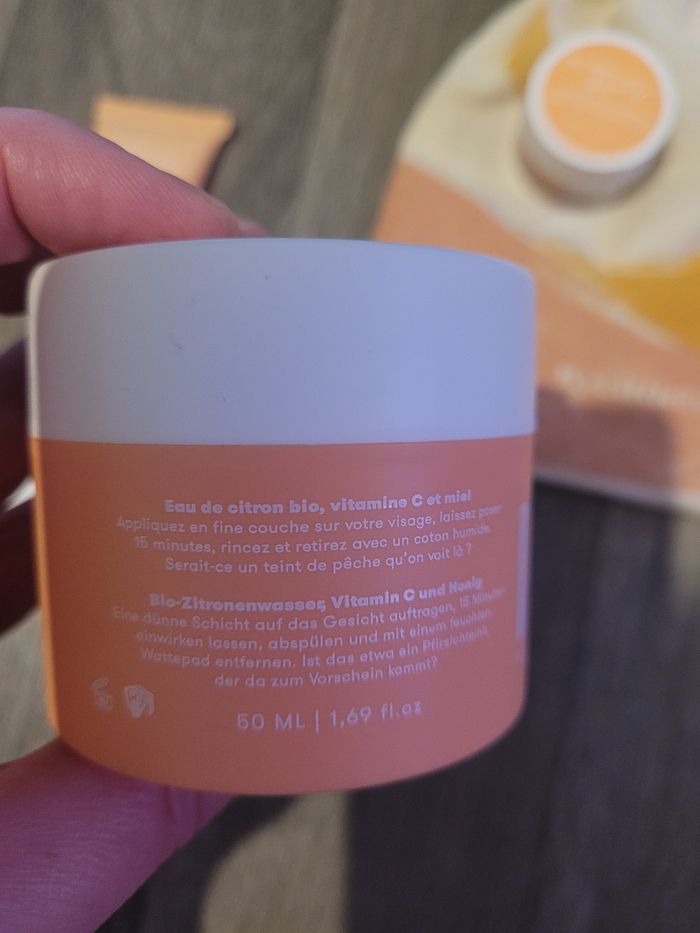 Eau de citron bio, vitamine C et miel
Appliquez en fine couche sur votre visage, laissez poser
15 minutes, rincez et retirez avec un coton humide.
Serait-ce un teint de pêche qu'on voit là ?
Bio-Zitronenwasser, Vitamin C und Honig
Eine dünne Schicht auf das Gesicht auftragen, 15 Minuten
einwirken lassen, abspülen und mit einem feuchten
Wattepad entfernen. Ist das etwa ein Pfirsichteint,
der da zum Vorschein kommt?
50 ML | 1,69 fl.oz